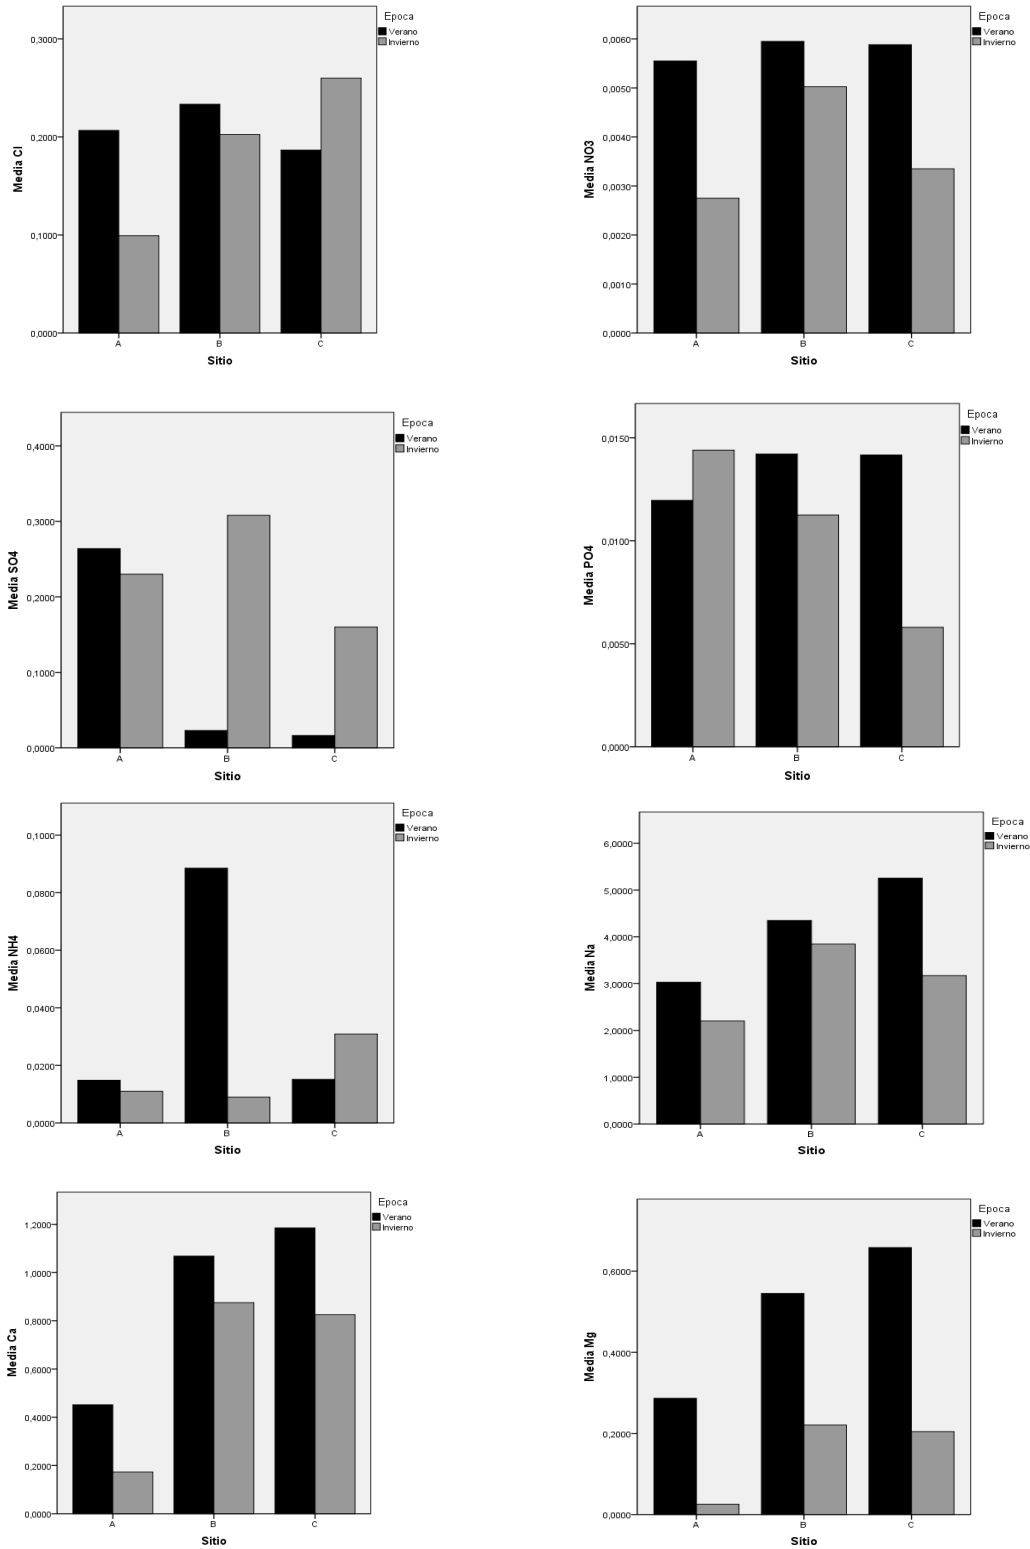 Media Cl
0,3000
0,2000
0,1000
0,0000
A B C
Sitio
Epoca
Verano
Invierno
Media NO3
0,0060
0,0050
0,0040
0,0030
0,0020
0,0010
0,0000
A B C
Sitio
Epoca
Verano
Invierno
Media SO4
0,4000
0,3000
0,2000
0,1000
0,0000
A B C
Sitio
Epoca
Verano
Invierno
Media PO4
0,0150
0,0100
0,0050
0,0000
A B C
Sitio
Epoca
Verano
Invierno
Media NH4
0,1000
0,0800
0,0600
0,0400
0,0200
0,0000
A B C
Sitio
Epoca
Verano
Invierno
Media Na
6,0000
5,0000
4,0000
3,0000
2,0000
1,0000
0,0000
A B C
Sitio
Epoca
Verano
Invierno
Media Ca
1,2000
1,0000
0,8000
0,6000
0,4000
0,2000
0,0000
A B C
Sitio
Epoca
Verano
Invierno
Media Mg
0,6000
0,4000
0,2000
0,0000
A B C
Sitio
Epoca
Verano
Invierno